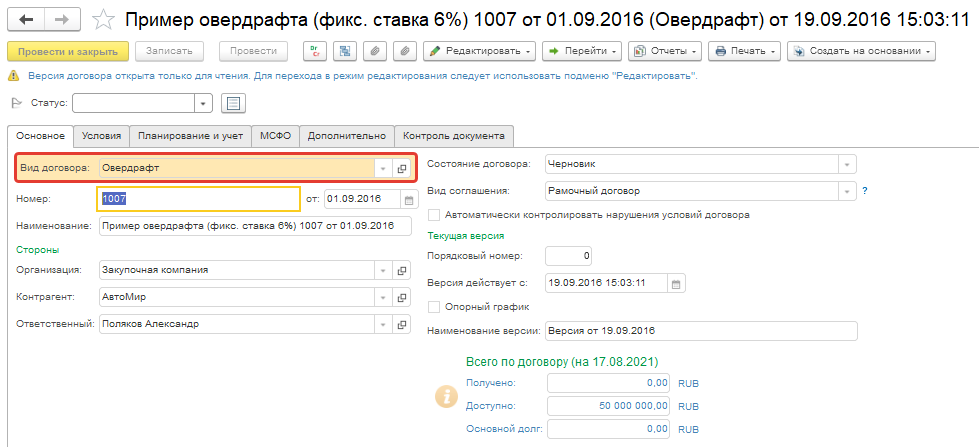 Пример овердрафта (фикс. ставка 6%) 1007 от 01.09.2016 (Овердрафт) от 19.09.2016 15:03:11
Провести и закрыть Записать Провести Дт Кт Редактировать Перейти Отчеты Печать Создать на основании
Версия договора открыта только для чтения. Для перехода в режим редактирования следует использовать подменю "Редактировать".
Статус:
Основное Условия Планирование и учет МСФО Дополнительно Контроль документа
Вид договора: Овердрафт
Номер: 1007 от: 01.09.2016
Наименование: Пример овердрафта (фикс. ставка 6%) 1007 от 01.09.2016
Стороны
Организация: Закупочная компания
Контрагент: АвтоМир
Ответственный: Поляков Александр
Состояние договора: Черновик
Вид соглашения: Рамочный договор ?
Автоматически контролировать нарушения условий договора
Текущая версия
Порядковый номер: 0
Версия действует с: 19.09.2016 15:03:11
Опорный график
Наименование версии: Версия от 19.09.2016
Всего по договору (на 17.08.2021)
Получено: 0,00 RUB
Доступно: 50 000 000,00 RUB
Основной долг: 0,00 RUB